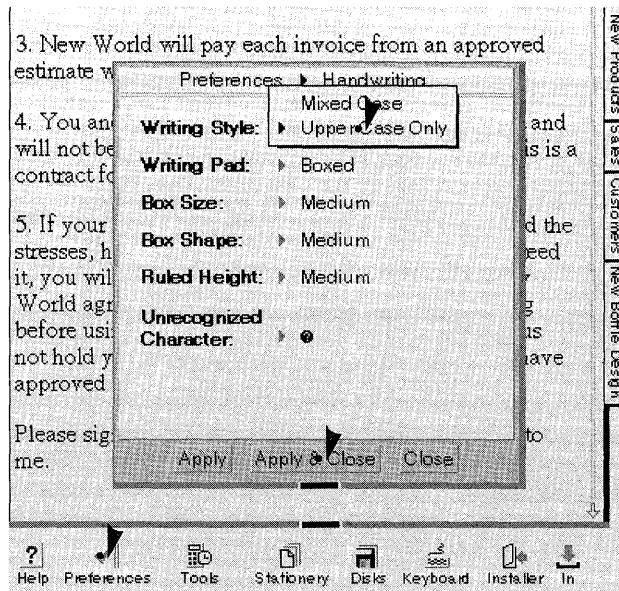 3. New World will pay each invoice from an approved
estimate w
4. You an
and
will not be
is is a
contract fo
5. If your
d the
stresses, h
eed
it, you wil
World agr
before usi
us
not hold y
have
approved
Please sig
to
me.
Preferences Handwriting
Mixed Case
Writing Style: Upper Case Only
Writing Pad: Boxed
Box Size: Medium
Box Shape: Medium
Ruled Height: Medium
Unrecognized
Character: ?
Apply Apply & Close Close
New Products
Sales
Customers
New Bottle Design
? Help Preferences Tools Stationery Disks Keyboard Installer In